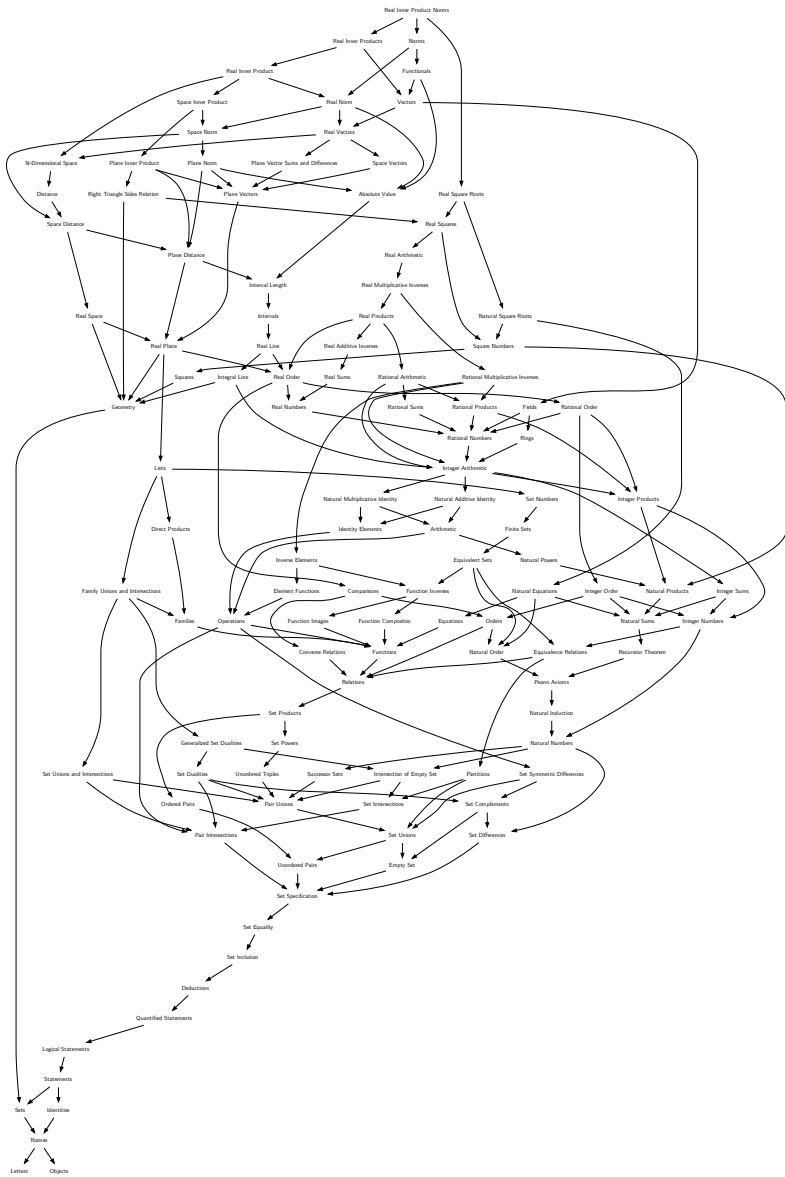 Real Inner Product Norms
Real Inner Products
Norms
Real Inner Product
Functionals
Space Inner Product
Real Norm
Vectors
Space Norm
Real Vectors
N-Dimensional Space
Plane Inner Product
Plane Norm
Plane Vector Sums and Differences
Space Vectors
Distance
Right Triangle Sides Relation
Plane Vectors
Absolute Value
Real Square Roots
Space Distance
Real Squares
Plane Distance
Real Arithmetic
Interval Length
Real Multiplicative Inverses
Real Space
Intervals
Real Products
Natural Square Roots
Real Plane
Real Line
Real Additive Inverses
Square Numbers
Squares
Integral Line
Real Order
Real Sums
Rational Arithmetic
Rational Multiplicative Inverses
Geometry
Real Numbers
Rational Sums
Rational Products
Fields
Rational Order
Rational Numbers
Rings
Lists
Integer Arithmetic
Natural Multiplicative Identity
Natural Additive Identity
Set Numbers
Integer Products
Direct Products
Identity Elements
Arithmetic
Finite Sets
Inverse Elements
Equivalent Sets
Natural Powers
Family Unions and Intersections
Element Functions
Comparisons
Function Inverses
Natural Equations
Integer Order
Natural Products
Integer Sums
Families
Operations
Function Images
Function Composites
Equations
Orders
Natural Sums
Integer Numbers
Converse Relations
Functions
Natural Order
Equivalence Relations
Recursion Theorem
Relations
Peano Axioms
Set Products
Natural Induction
Generalized Set Dualities
Set Powers
Natural Numbers
Set Unions and Intersections
Set Dualities
Unordered Triples
Successor Sets
Intersection of Empty Set
Partitions
Set Symmetric Differences
Ordered Pairs
Pair Unions
Set Intersections
Set Complements
Pair Intersections
Set Unions
Set Differences
Unordered Pairs
Empty Set
Set Specification
Set Equality
Set Inclusion
Deductions
Quantified Statements
Logical Statements
Statements
Sets
Identities
Names
Letters
Objects